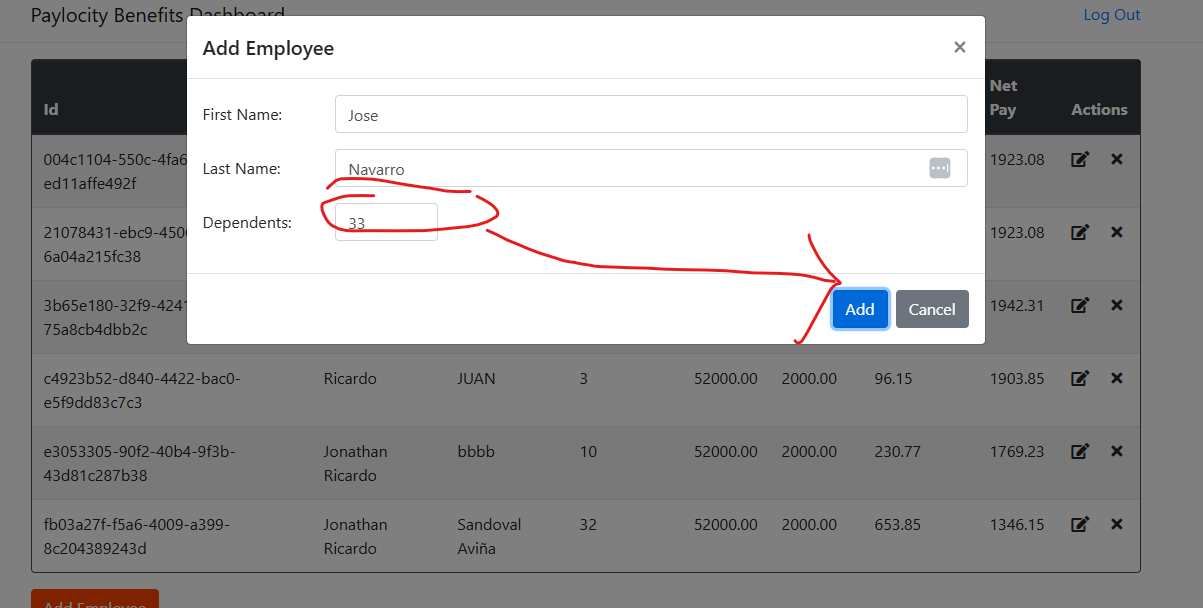 Paylocity Benefits Dashboard
Log Out
Add Employee
×
First Name:
Jose
Last Name:
Navarro
Dependents:
33
Add
Cancel
Id
Net
Pay
Actions
004c1104-550c-4fa6
ed11affe492f
1923.08
21078431-ebc9-450
6a04a215fc38
1923.08
3b65e180-32f9-4241
75a8cb4dbb2c
1942.31
c4923b52-d840-4422-bac0-
e5f9dd83c7c3
Ricardo
JUAN
3
52000.00
2000.00
96.15
1903.85
e3053305-90f2-40b4-9f3b-
43d81c287b38
Jonathan
Ricardo
bbbb
10
52000.00
2000.00
230.77
1769.23
fb03a27f-f5a6-4009-a399-
8c204389243d
Jonathan
Ricardo
Sandoval
Aviña
32
52000.00
2000.00
653.85
1346.15
Add Employee